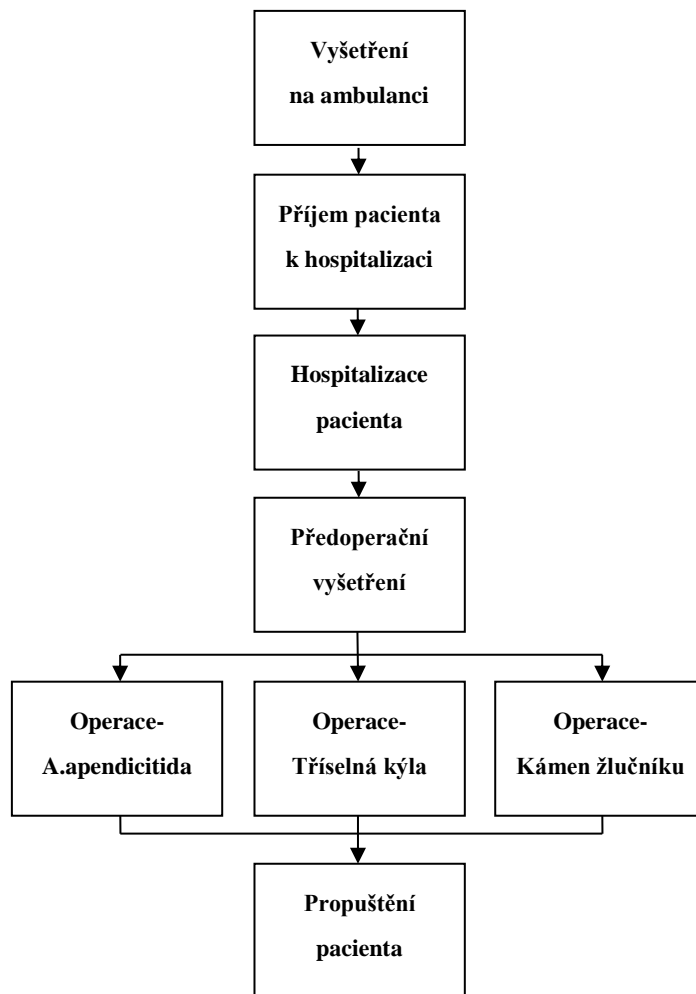 Vyšetření
na ambulanci
Příjem pacienta
k hospitalizaci
Hospitalizace
pacienta
Předoperační
vyšetření
Operace-
A.apendicitida
Operace-
Tříselná kýla
Operace-
Kámen žlučníku
Propuštění
pacienta